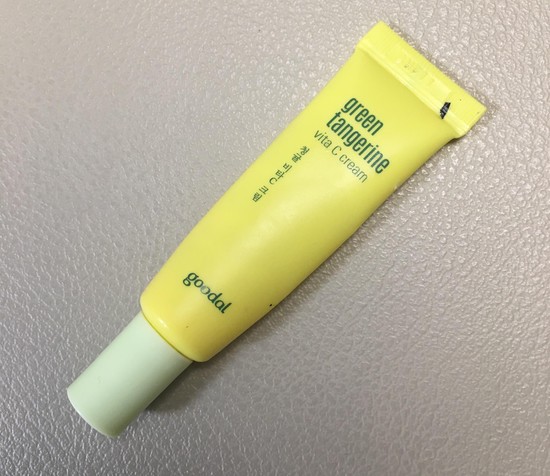 green
tangerine
vita C cream
청귤
비타C
크림
goodal